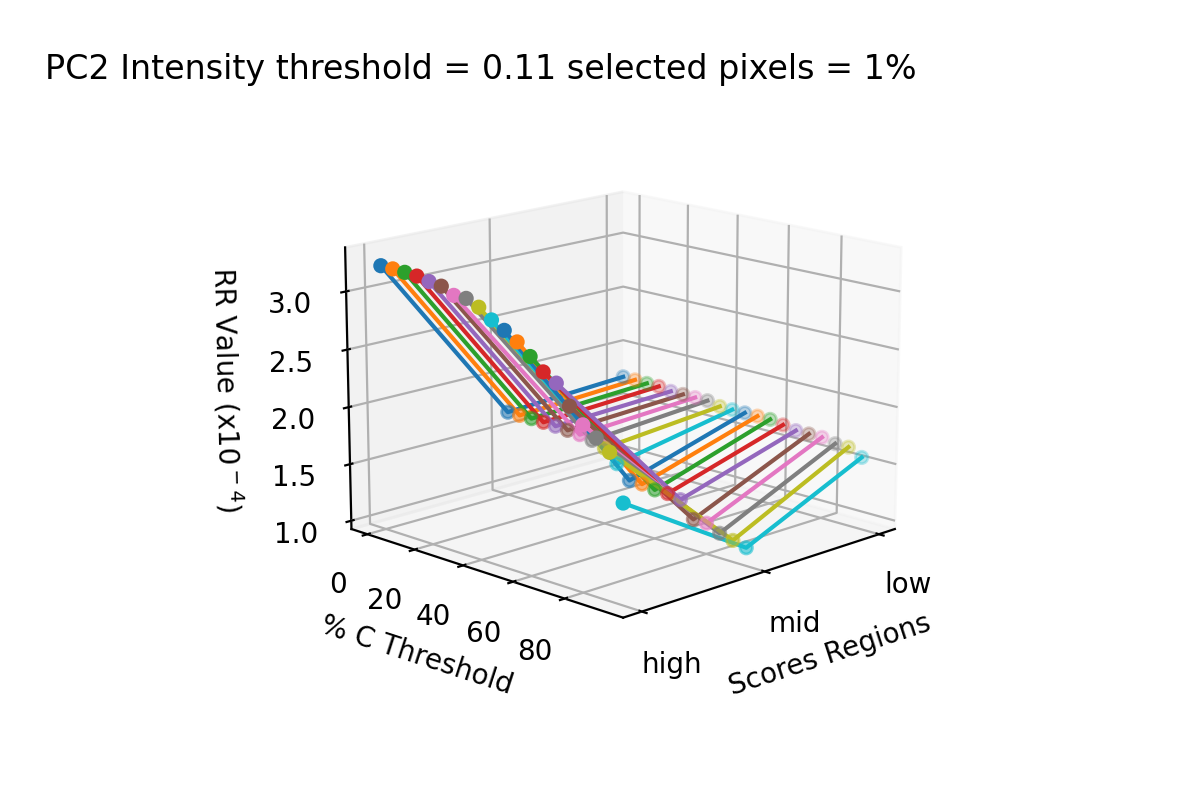 PC2 Intensity threshold = 0.11 selected pixels = 1%
RR Value (x10⁻⁴)
3.0
2.5
2.0
1.5
1.0
0
20
40
60
80
% C Threshold
high
mid
low
Scores Regions